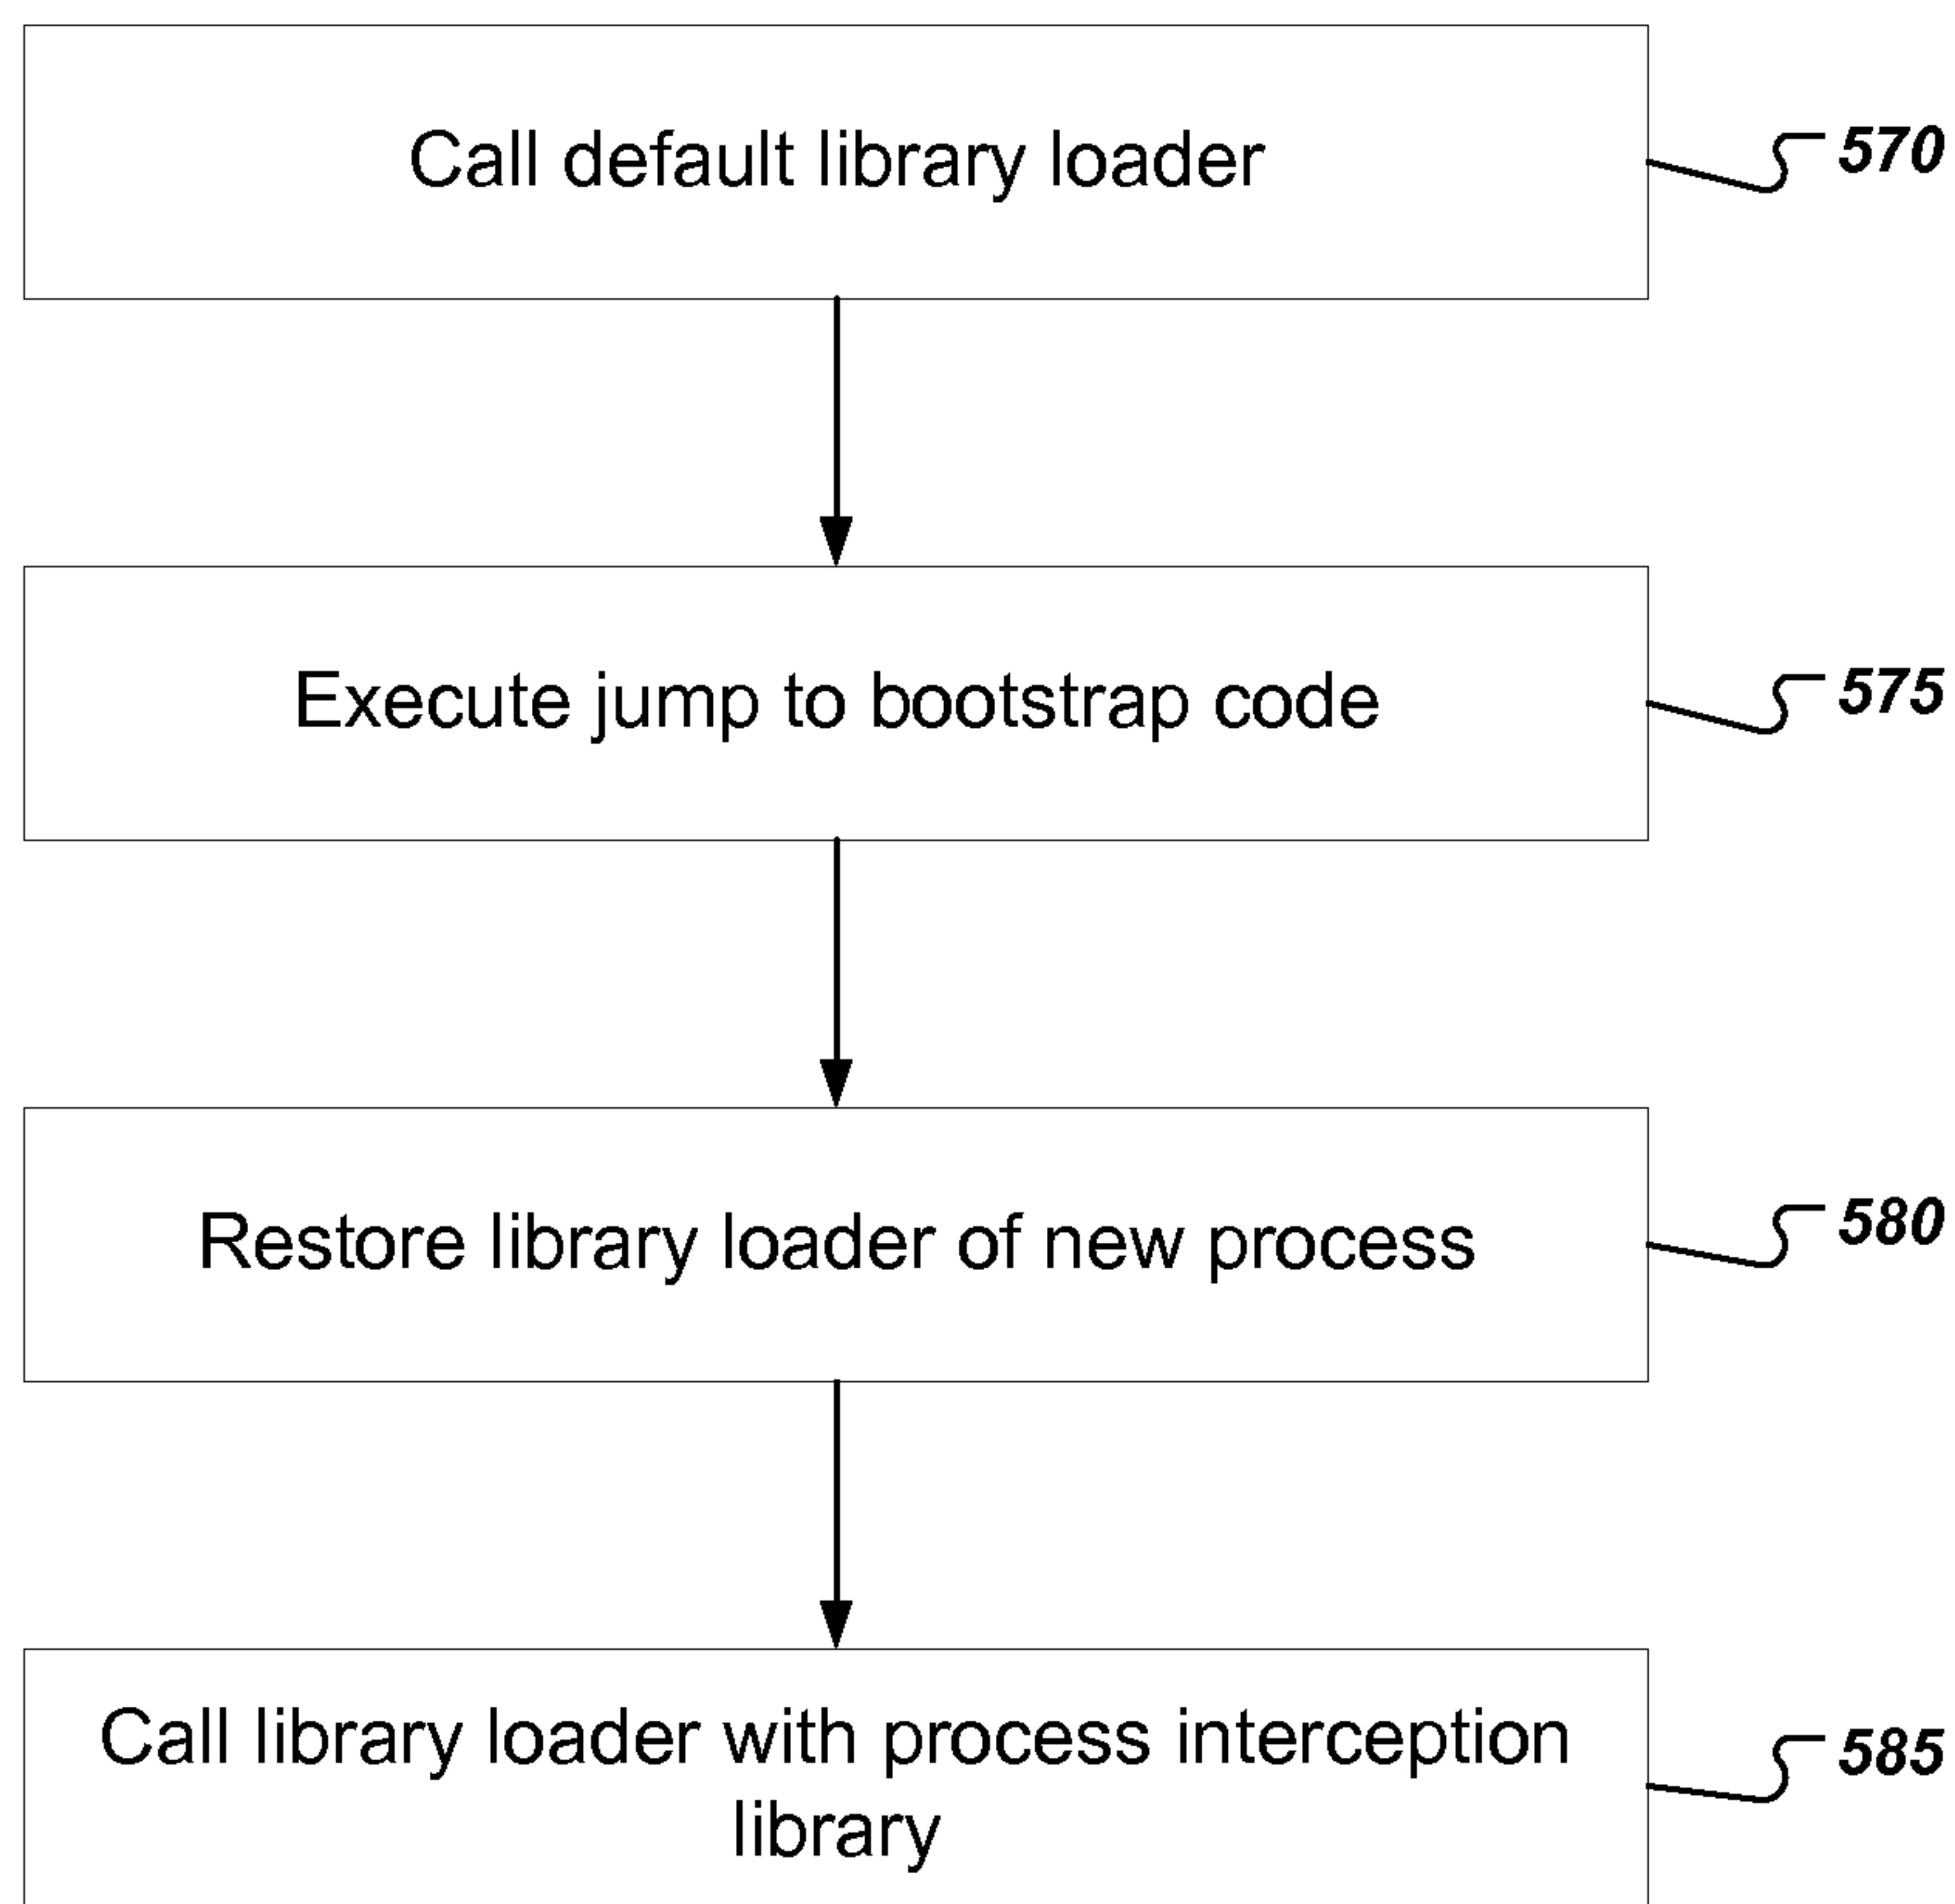 Call default library loader
570
Execute jump to bootstrap code
575
Restore library loader of new process
580
Call library loader with process interception
library
585